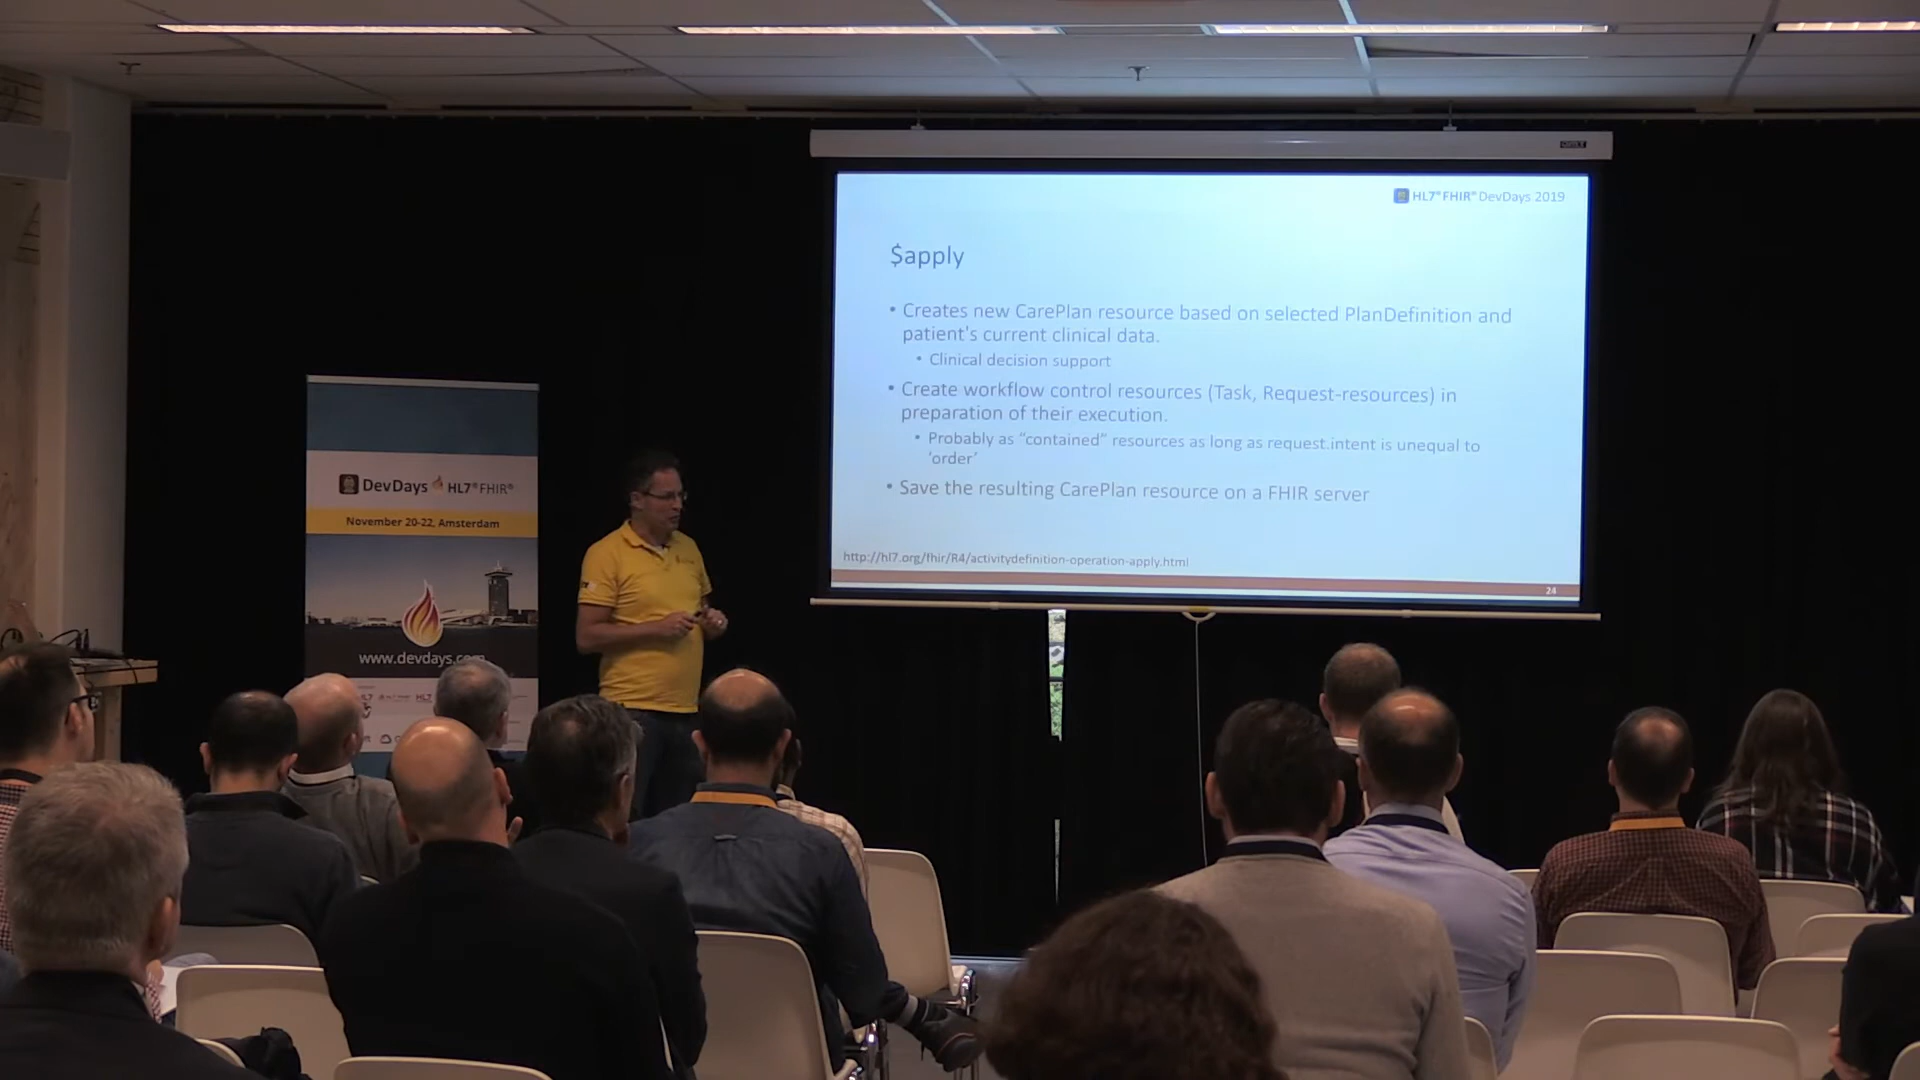 HL7® FHIR® DevDays 2019
$apply
• Creates new CarePlan resource based on selected PlanDefinition and
patient's current clinical data.
• Clinical decision support
• Create workflow control resources (Task, Request-resources) in
preparation of their execution.
• Probably as “contained” resources as long as request.intent is unequal to
‘order’
• Save the resulting CarePlan resource on a FHIR server
http://hl7.org/fhir/R4/activitydefinition-operation-apply.html
24
DevDays HL7® FHIR®
November 20-22, Amsterdam
www.devdays.com
HL7